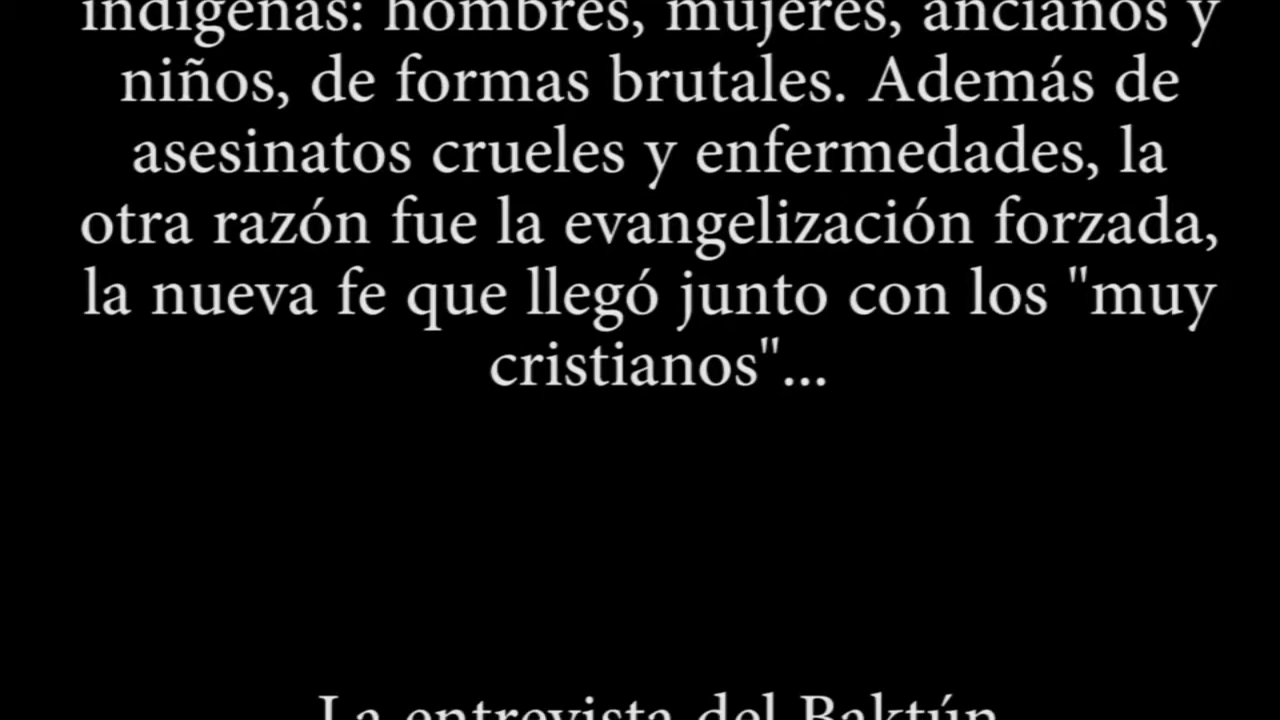 indígenas: hombres, mujeres, ancianos y
niños, de formas brutales. Además de
asesinatos crueles y enfermedades, la
otra razón fue la evangelización forzada,
la nueva fe que llegó junto con los "muy
cristianos"...
La entrevista del Baktún